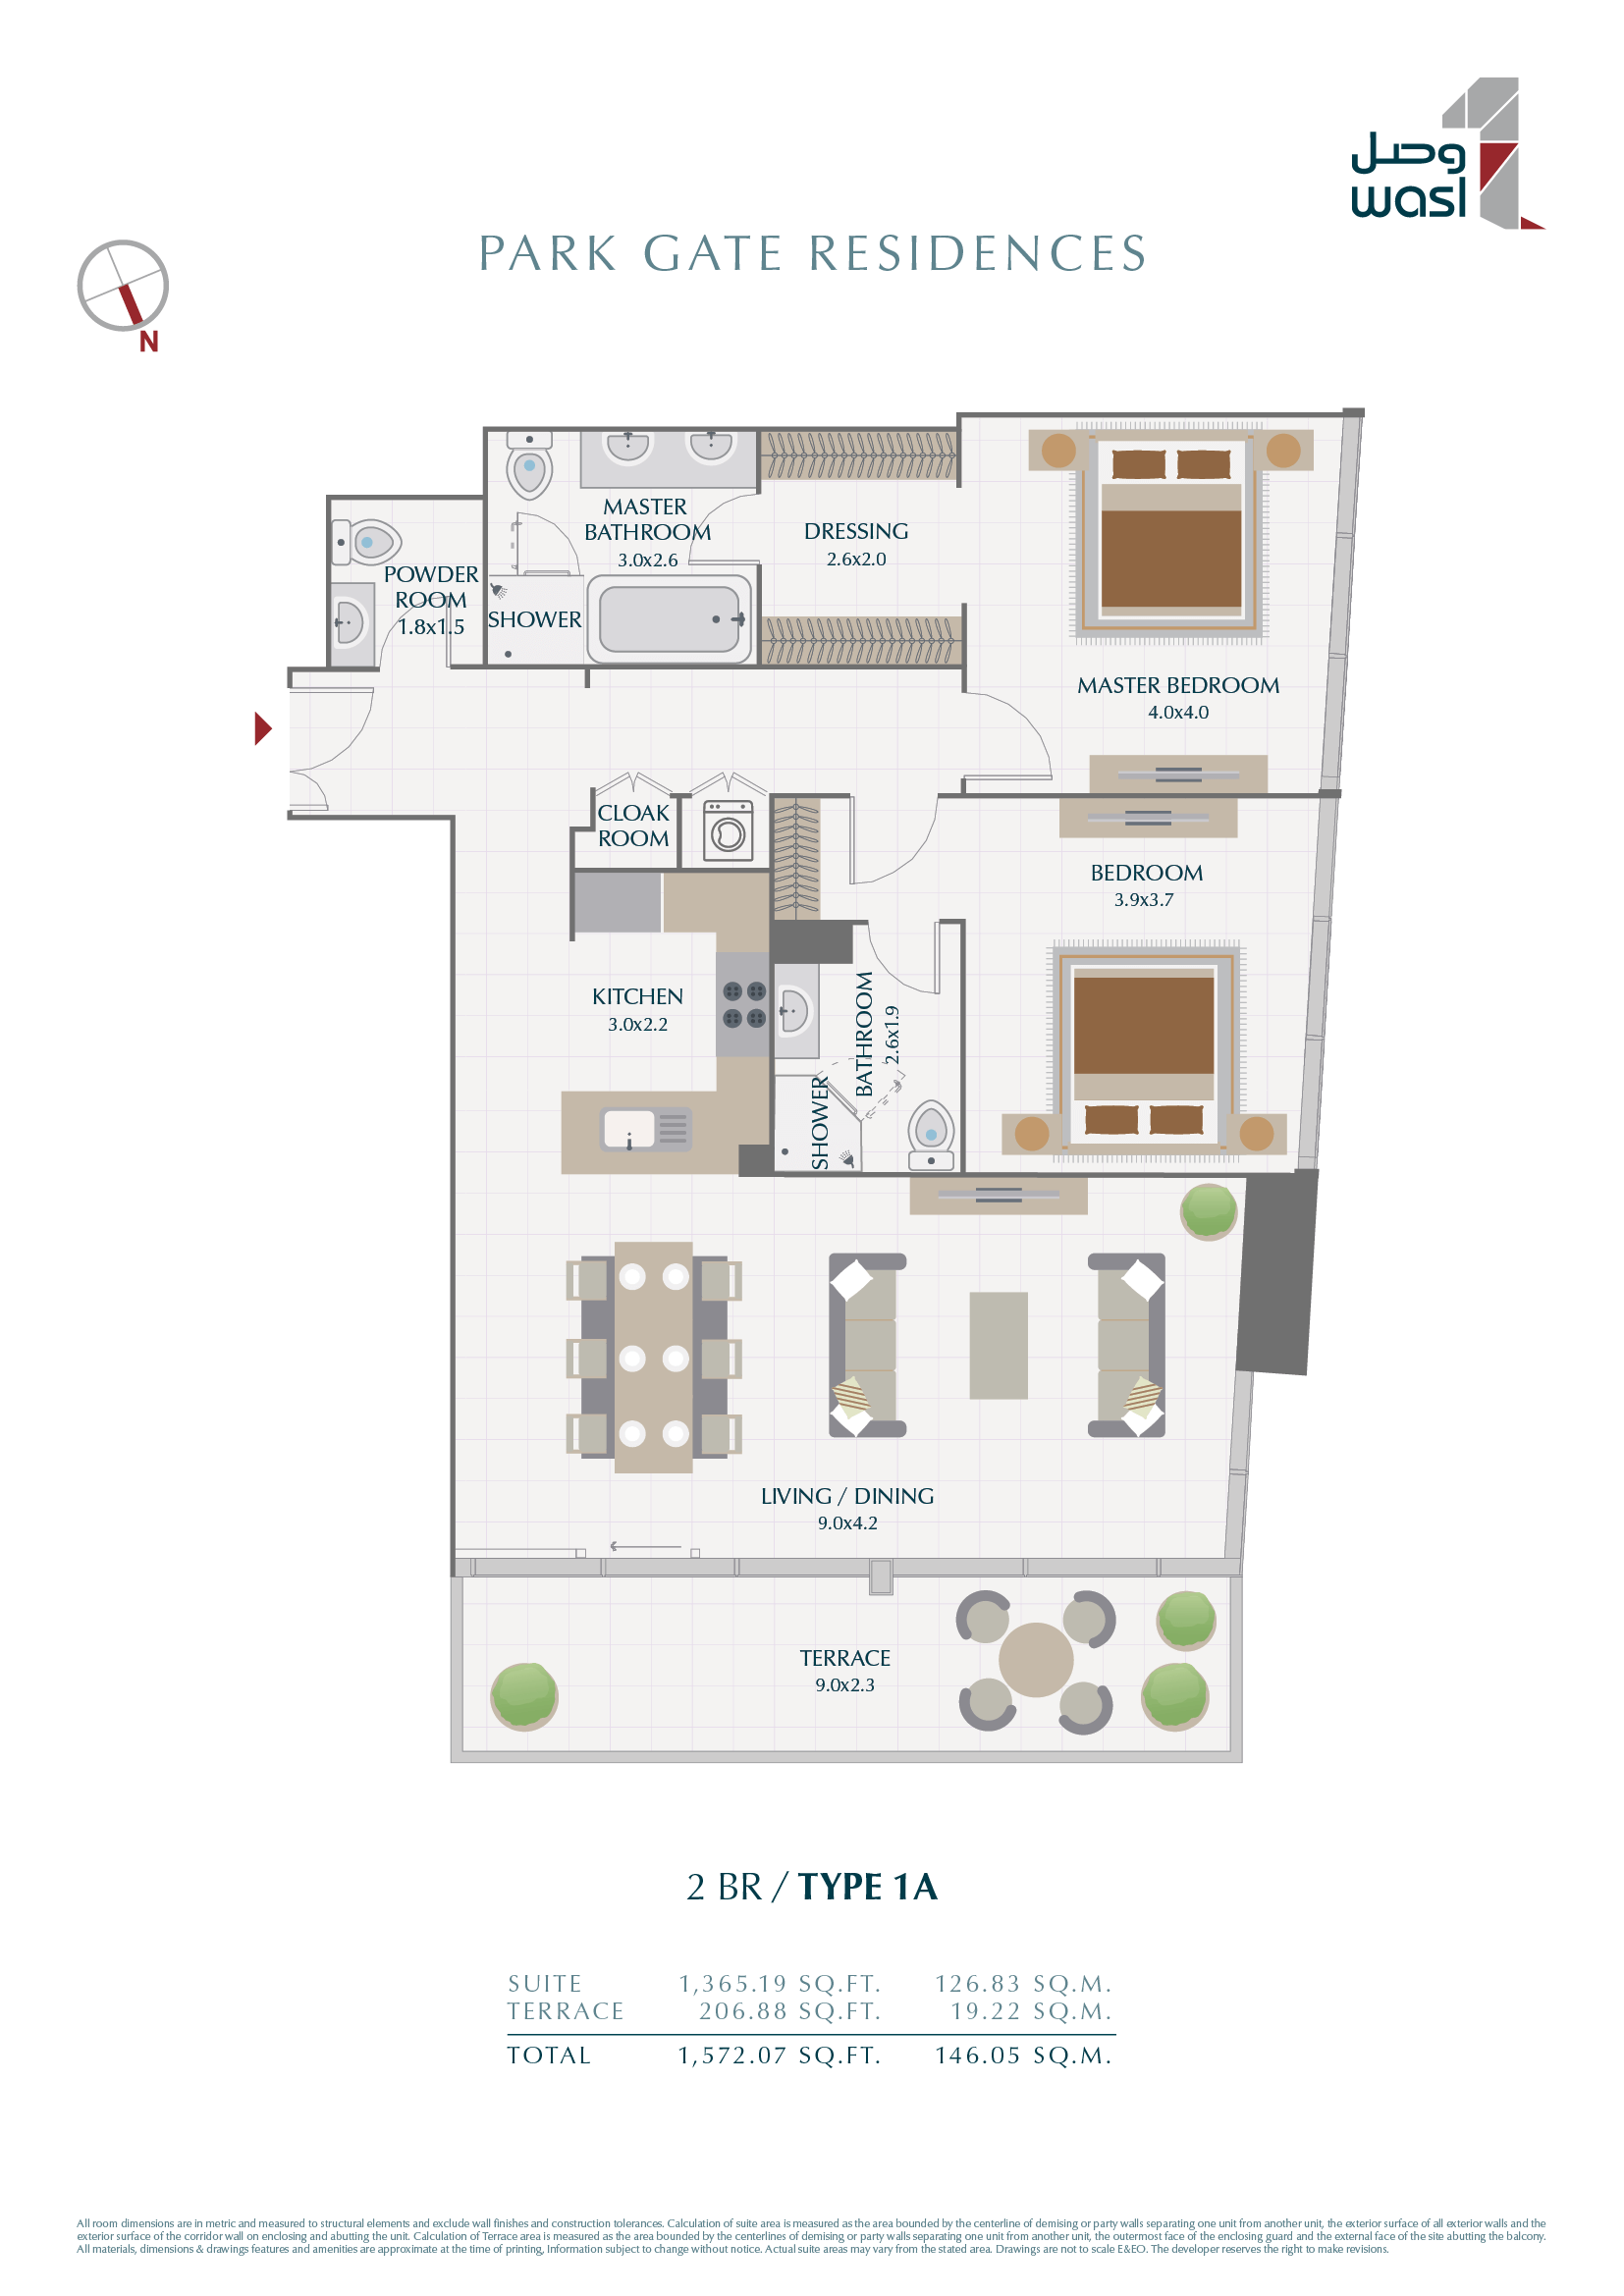 وصل
wasl
PARK GATE RESIDENCES
N
MASTER
BATHROOM
3.0x2.6
DRESSING
2.6x2.0
POWDER
ROOM
1.8x1.5
SHOWER
MASTER BEDROOM
4.0x4.0
CLOAK
ROOM
BEDROOM
3.9x3.7
KITCHEN
3.0x2.2
BATHROOM
2.6x1.9
SHOWER
LIVING / DINING
9.0x4.2
TERRACE
9.0x2.3
2 BR / TYPE 1A
SUITE 1,365.19 SQ.FT. 126.83 SQ.M.
TERRACE 206.88 SQ.FT. 19.22 SQ.M.
TOTAL 1,572.07 SQ.FT. 146.05 SQ.M.
All room dimensions are in metric and measured to structural elements and exclude wall finishes and construction tolerances. Calculation of suite area is measured as the area bounded by the centerline of demising or party walls separating one unit from another unit, the exterior surface of all exterior walls and the
exterior surface of the corridor wall on enclosing and abutting the unit. Calculation of Terrace area is measured as the area bounded by the centerlines of demising or party walls separating one unit from another unit, the outermost face of the enclosing guard and the external face of the site abutting the balcony.
All materials, dimensions & drawings features and amenities are approximate at the time of printing, Information subject to change without notice. Actual suite areas may vary from the stated area. Drawings are not to scale E&EO. The developer reserves the right to make revisions.